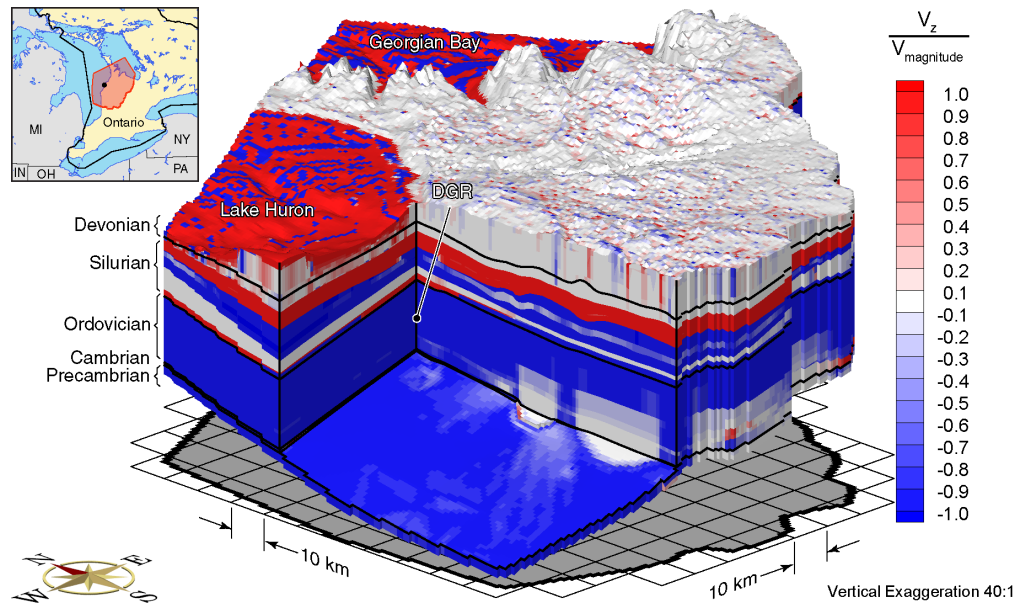 MI
Ontario
NY
PA
IN
OH
Georgian Bay
Lake Huron
DGR
Devonian
Silurian
Ordovician
Cambrian
Precambrian
Vz
Vmagnitude
1.0
0.9
0.8
0.7
0.6
0.5
0.4
0.3
0.2
0.1
-0.1
-0.2
-0.3
-0.4
-0.5
-0.6
-0.7
-0.8
-0.9
-1.0
10 km
10 km
N
E
W
S
Vertical Exaggeration 40:1